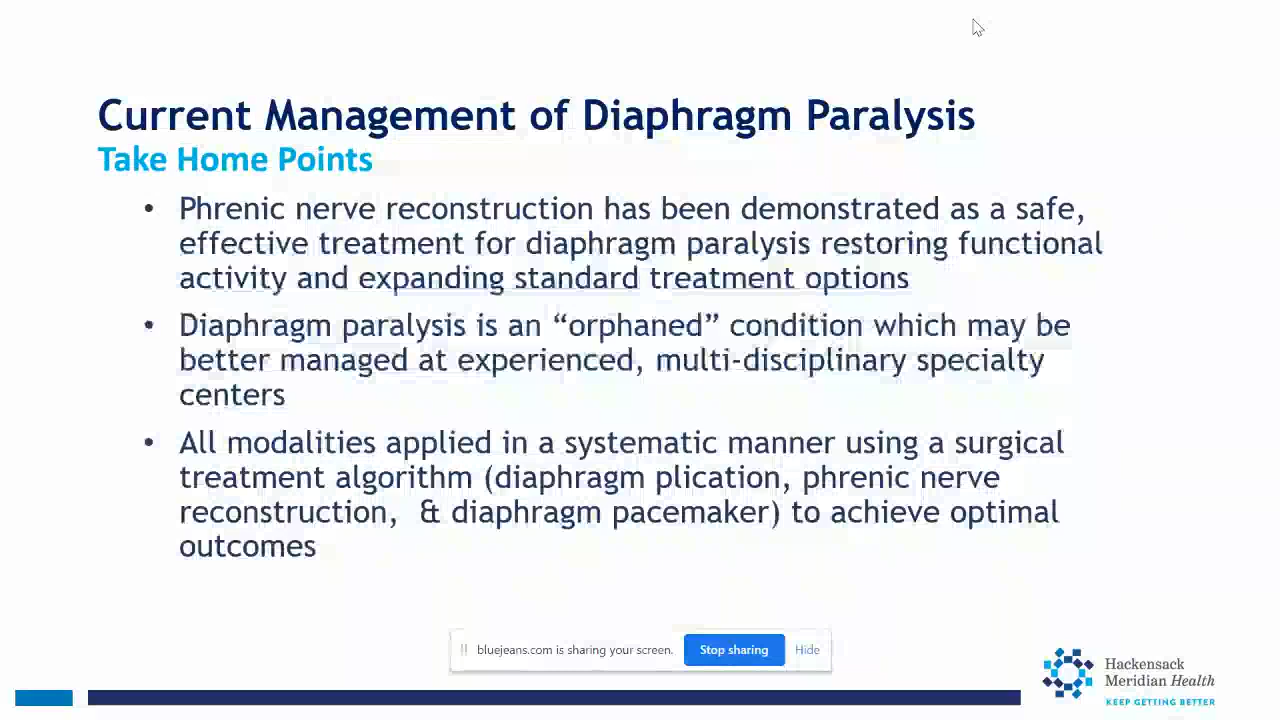 Current Management of Diaphragm Paralysis
Take Home Points
• Phrenic nerve reconstruction has been demonstrated as a safe,
effective treatment for diaphragm paralysis restoring functional
activity and expanding standard treatment options
• Diaphragm paralysis is an “orphaned” condition which may be
better managed at experienced, multi-disciplinary specialty
centers
• All modalities applied in a systematic manner using a surgical
treatment algorithm (diaphragm plication, phrenic nerve
reconstruction, & diaphragm pacemaker) to achieve optimal
outcomes
bluejeans.com is sharing your screen. Stop sharing Hide
Hackensack
Meridian Health
KEEP GETTING BETTER